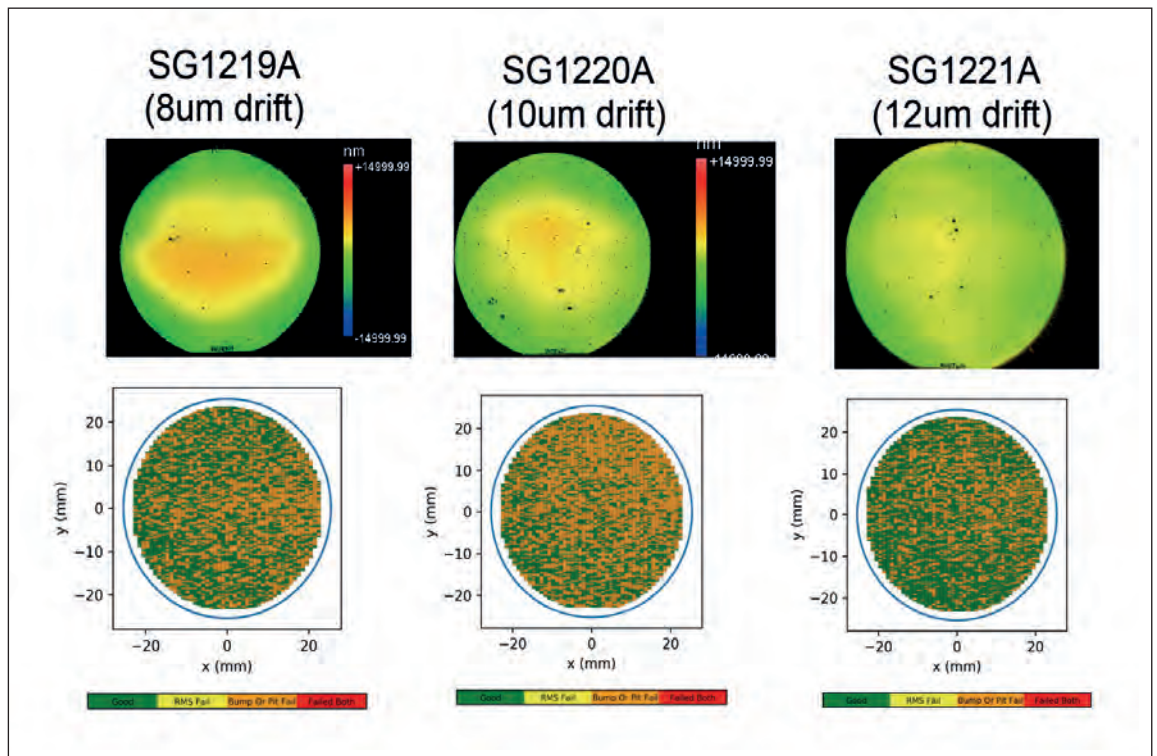 SG1219A
(8um drift)
SG1220A
(10um drift)
SG1221A
(12um drift)
nm
+14999.99
-14999.99
nm
+14999.99
-14999.99
20
10
0
−10
−20
y (mm)
−20
0
20
x (mm)
20
10
0
−10
−20
y (mm)
−20
0
20
x (mm)
20
10
0
−10
−20
y (mm)
−20
0
20
x (mm)
Good RMS Fail Bump Or Pit Fail Failed Both
Good RMS Fail Bump Or Pit Fail Failed Both
Good RMS Fail Bump Or Pit Fail Failed Both